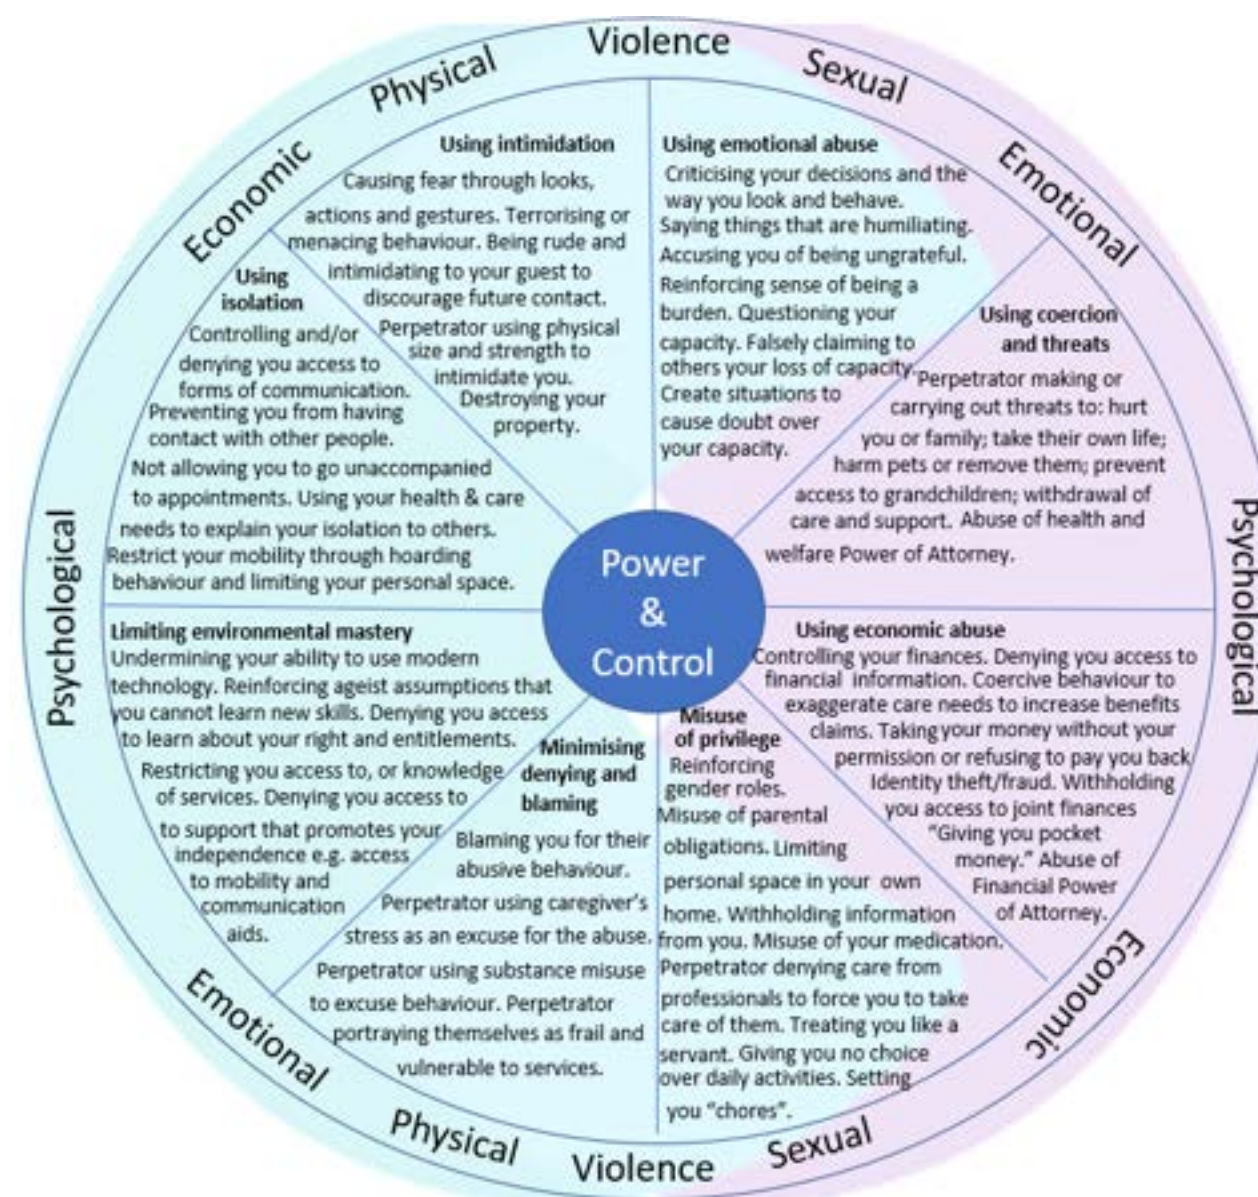 Violence
Physical
Sexual
Economic
Emotional
Psychological
Psychological
Emotional
Economic
Physical
Sexual
Violence
Power
&
Control
Using intimidation
Causing fear through looks,
actions and gestures. Terrorising or
menacing behaviour. Being rude and
intimidating to your guest to
discourage future contact.
Perpetrator using physical
size and strength to
intimidate you.
Destroying your
property.
Using emotional abuse
Criticising your decisions and the
way you look and behave.
Saying things that are humiliating.
Accusing you of being ungrateful.
Reinforcing sense of being a
burden. Questioning your
capacity. Falsely claiming to
others your loss of capacity.
Create situations to
cause doubt over
your capacity.
Using coercion
and threats
Perpetrator making or
carrying out threats to: hurt
you or family; take their own life;
harm pets or remove them; prevent
access to grandchildren; withdrawal of
care and support. Abuse of health and
welfare Power of Attorney.
Using economic abuse
Controlling your finances. Denying you access to
financial information. Coercive behaviour to
exaggerate care needs to increase benefits
claims. Taking your money without your
permission or refusing to pay you back
Identity theft/fraud. Withholding
you access to joint finances
“Giving you pocket
money.” Abuse of
Financial Power
of Attorney.
Misuse
of privilege
Reinforcing
gender roles.
Misuse of parental
obligations. Limiting
personal space in your own
home. Withholding information
from you. Misuse of your medication.
Perpetrator denying care from
professionals to force you to take
care of them. Treating you like a
servant. Giving you no choice
over daily activities. Setting
you “chores”.
Minimising
denying and
blaming
Blaming you for their
abusive behaviour.
Perpetrator using caregiver’s
stress as an excuse for the abuse.
Perpetrator using substance misuse
to excuse behaviour. Perpetrator
portraying themselves as frail and
vulnerable to services.
Limiting environmental mastery
Undermining your ability to use modern
technology. Reinforcing ageist assumptions that
you cannot learn new skills. Denying you access
to learn about your right and entitlements.
Restricting you access to, or knowledge
of services. Denying you access to
to support that promotes your
independence e.g. access
to mobility and
communication
aids.
Using
isolation
Controlling and/or
denying you access to
forms of communication.
Preventing you from having
contact with other people.
Not allowing you to go unaccompanied
to appointments. Using your health & care
needs to explain your isolation to others.
Restrict your mobility through hoarding
behaviour and limiting your personal space.